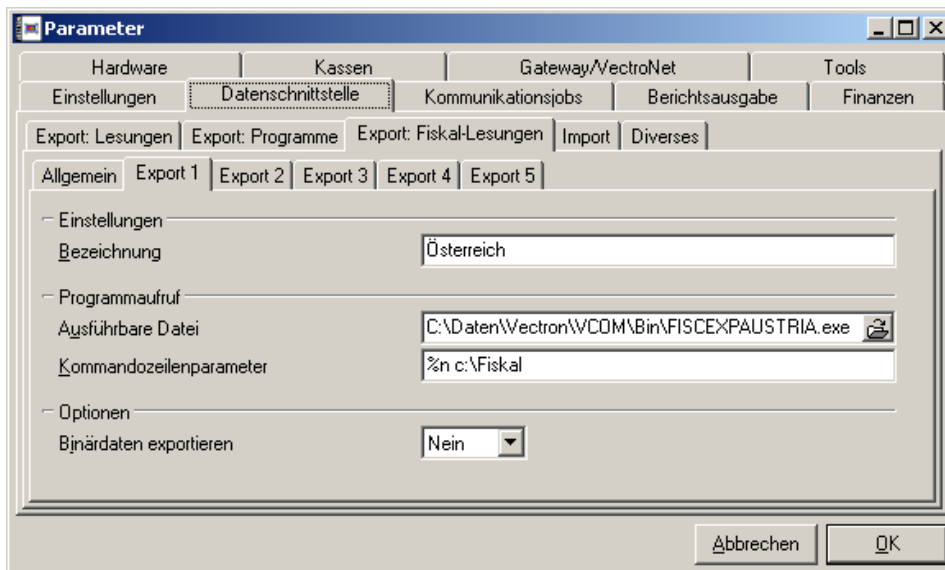 Parameter
Hardware Kassen Gateway/VectroNet Tools
Einstellungen Datenschnittstelle Kommunikationsjobs Berichtsausgabe Finanzen
Export: Lesungen Export: Programme Export: Fiskal-Lesungen Import Diverses
Allgemein Export 1 Export 2 Export 3 Export 4 Export 5
Einstellungen
Bezeichnung Österreich
Programmaufruf
Ausführbare Datei C:\Daten\Vectron\VCOM\Bin\FISCEXPAUSTRIA.exe
Kommandozeilenparameter %n c:\Fiskal
Optionen
Binärdaten exportieren Nein
Abbrechen OK